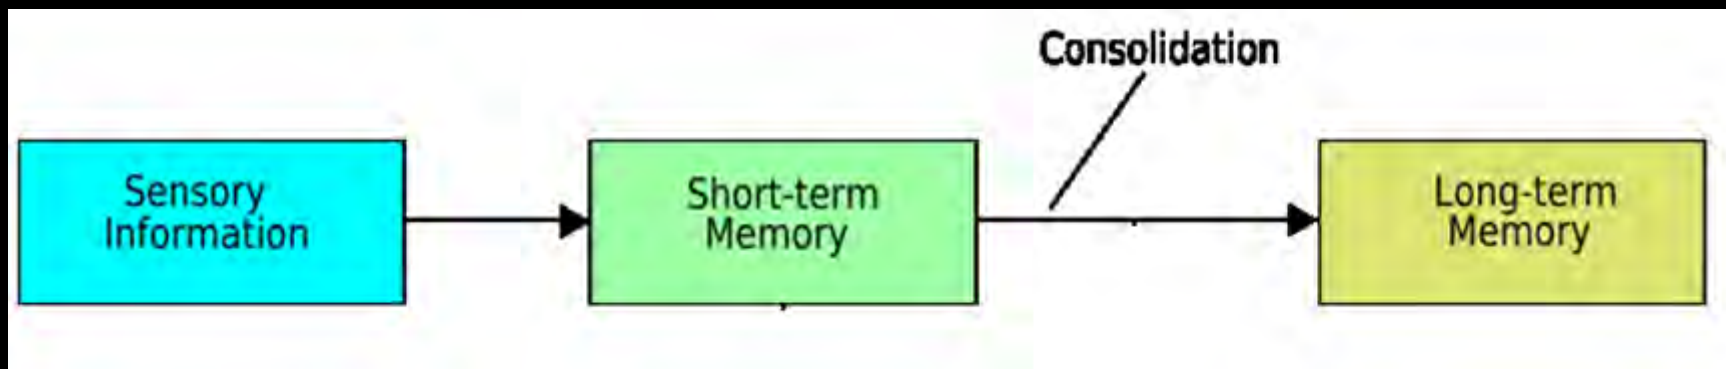 Consolidation
Sensory
Information
Short-term
Memory
Long-term
Memory